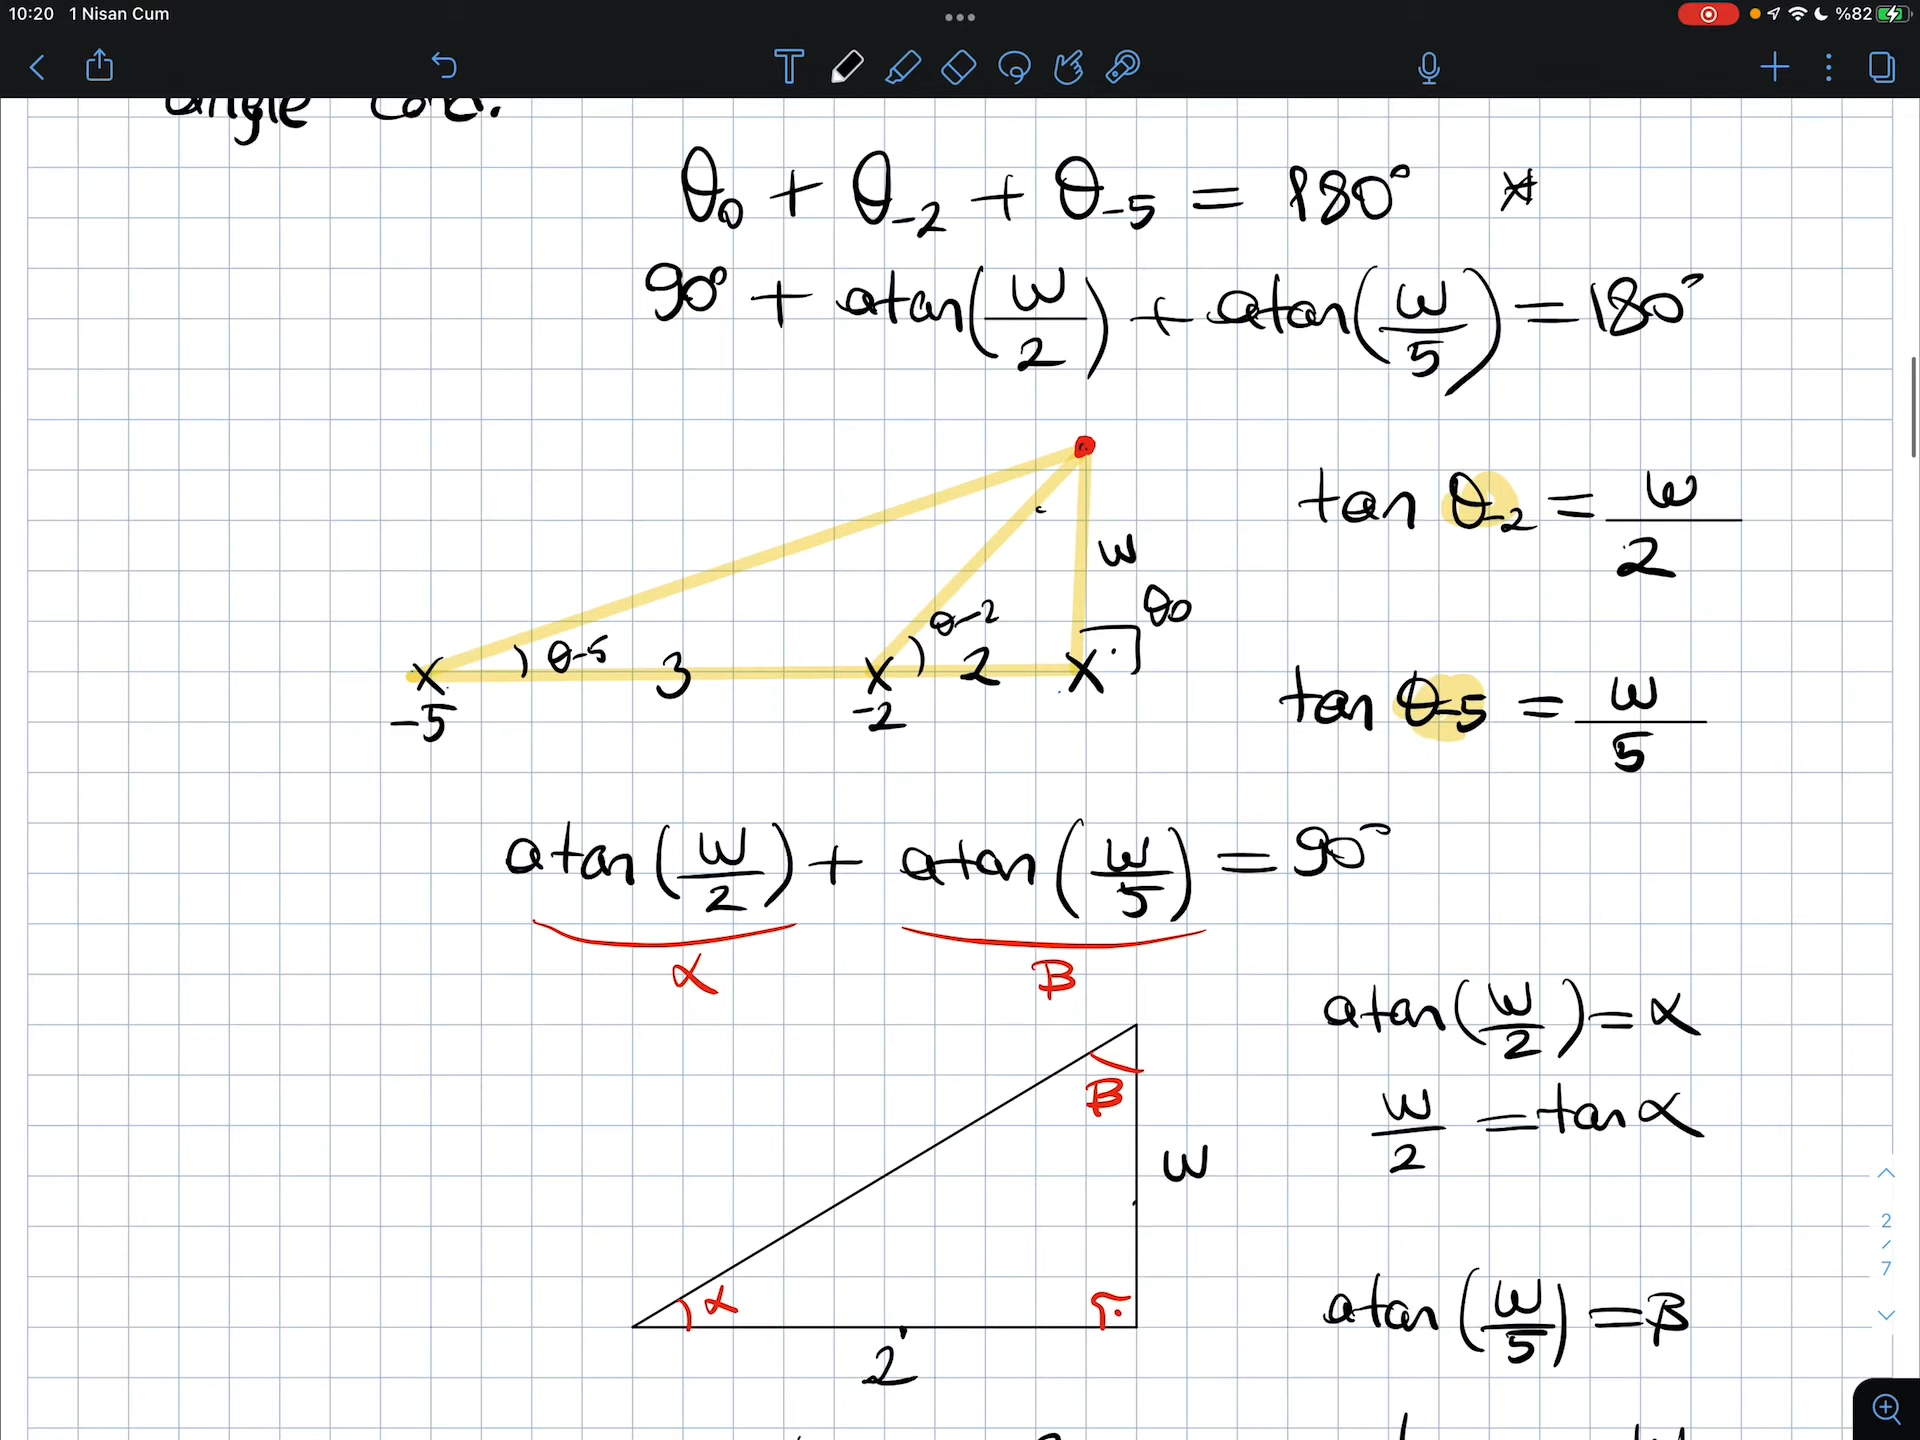 10:20 1 Nisan Cum
%82
angle cond.
θ₀ + θ₋₂ + θ₋₅ = 180° *
90° + atan(w/2) + atan(w/5) = 180°
tan θ₋₂ = w/2
w
θ₀
θ-2
θ-5
3
2
-5
-2
tan θ₋₅ = w/5
atan(w/2) + atan(w/5) = 90°
α
β
atan(w/2) = α
β
w/2 = tan α
w
2
7
α
atan(w/5) = β
2